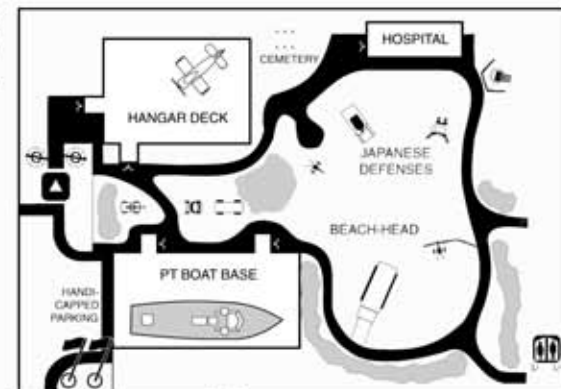 HOSPITAL
CEMETERY
HANGAR DECK
JAPANESE
DEFENSES
BEACH-HEAD
PT BOAT BASE
HANDI-
CAPPED
PARKING